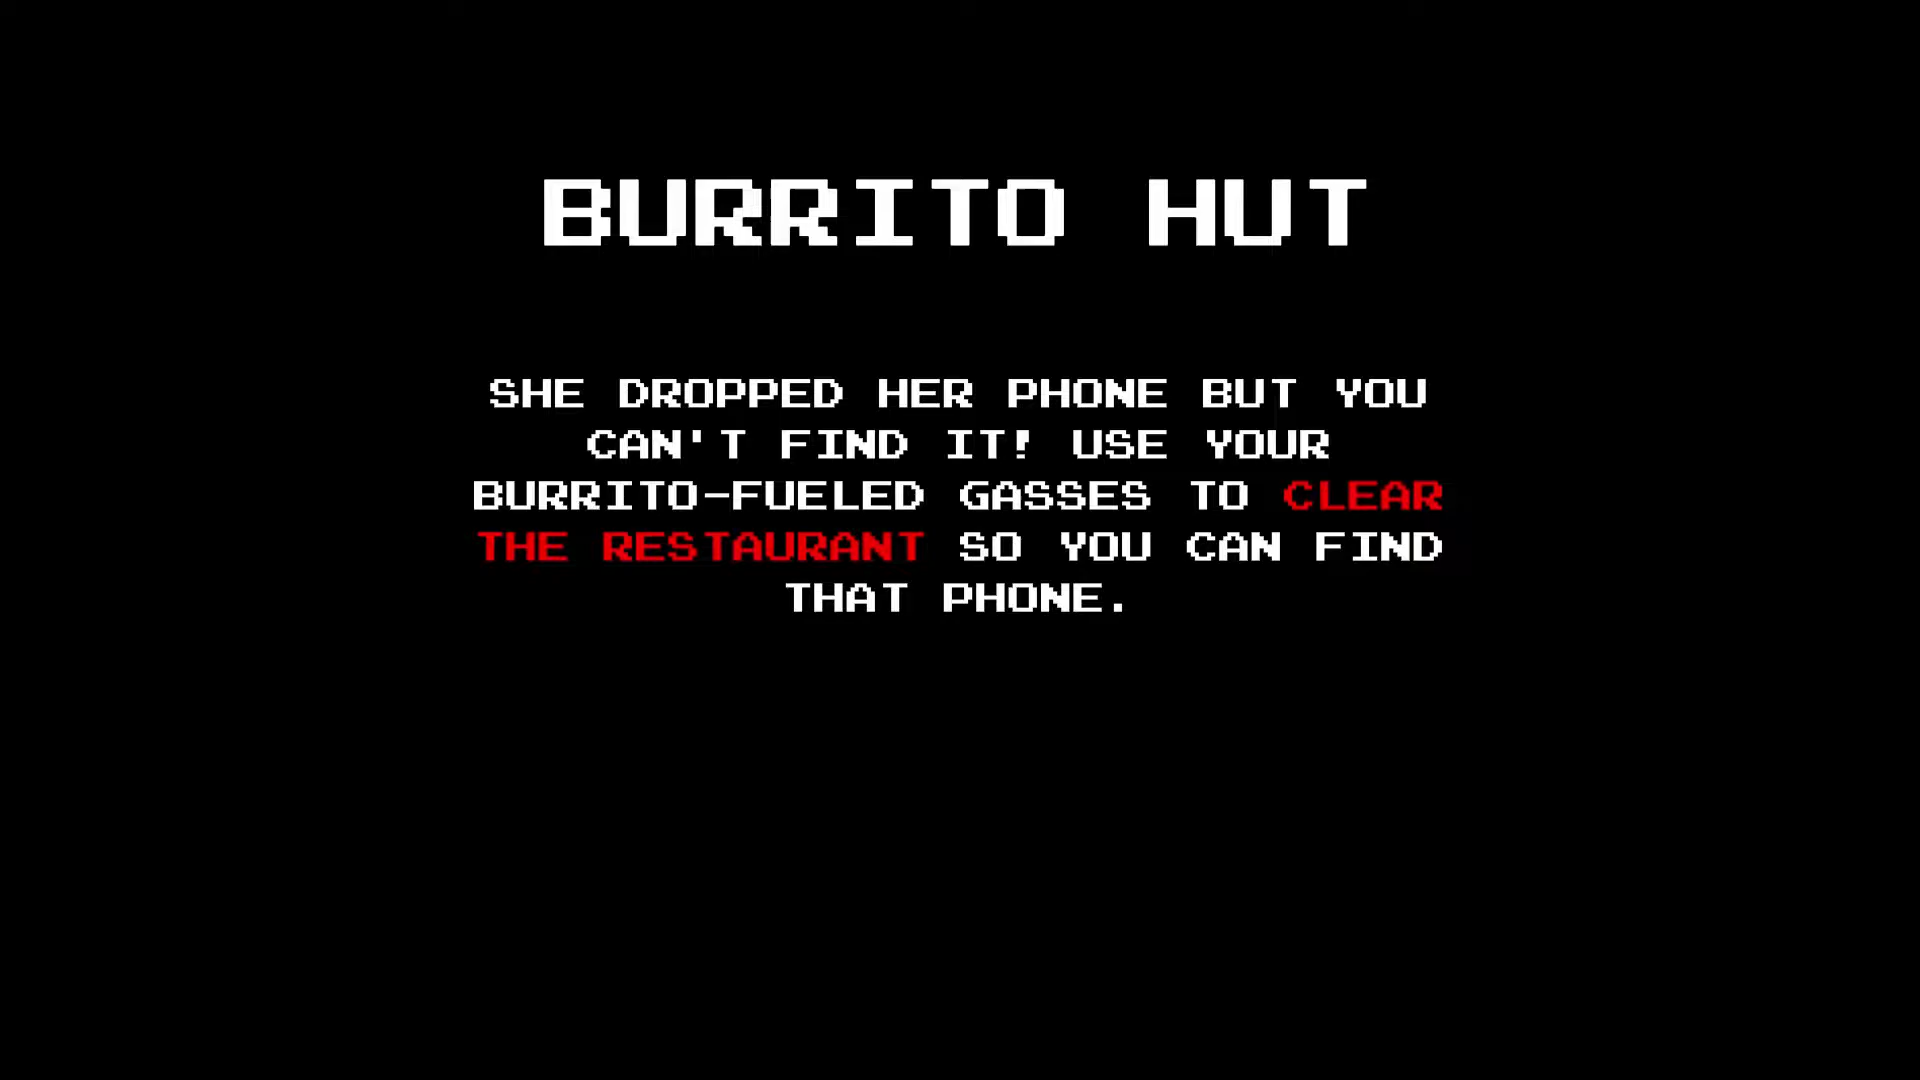 BURRITO HUT
SHE DROPPED HER PHONE BUT YOU
CAN'T FIND IT! USE YOUR
BURRITO-FUELED GASSES TO CLEAR
THE RESTAURANT SO YOU CAN FIND
THAT PHONE.